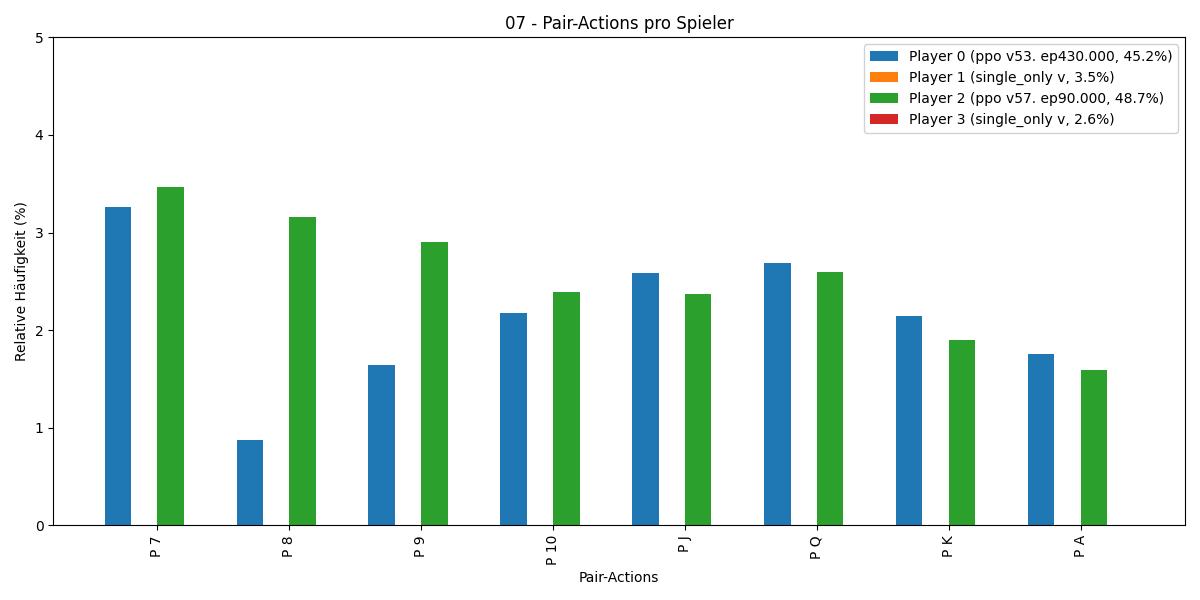 07 - Pair-Actions pro Spieler
Player 0 (ppo v53. ep430.000, 45.2%)
Player 1 (single_only v, 3.5%)
Player 2 (ppo v57. ep90.000, 48.7%)
Player 3 (single_only v, 2.6%)
Relative Häufigkeit (%)
5
4
3
2
1
0
P 7
P 8
P 9
P 10
P J
P Q
P K
P A
Pair-Actions